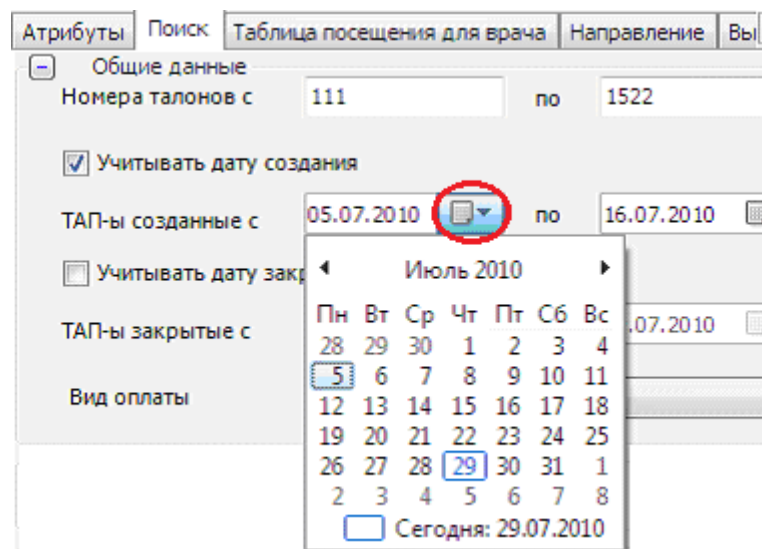 Атрибуты Поиск Таблица посещения для врача Направление Вы
Общие данные
Номера талонов с 111 по 1522
Учитывать дату создания
ТАП-ы созданные с 05.07.2010 по 16.07.2010
Июль 2010
Учитывать дату зак
Пн Вт Ср Чт Пт Сб Вс
ТАП-ы закрытые с .07.2010
28 29 30 1 2 3 4
5 6 7 8 9 10 11
Вид оплаты
12 13 14 15 16 17 18
19 20 21 22 23 24 25
26 27 28 29 30 31 1
2 3 4 5 6 7 8
Сегодня: 29.07.2010